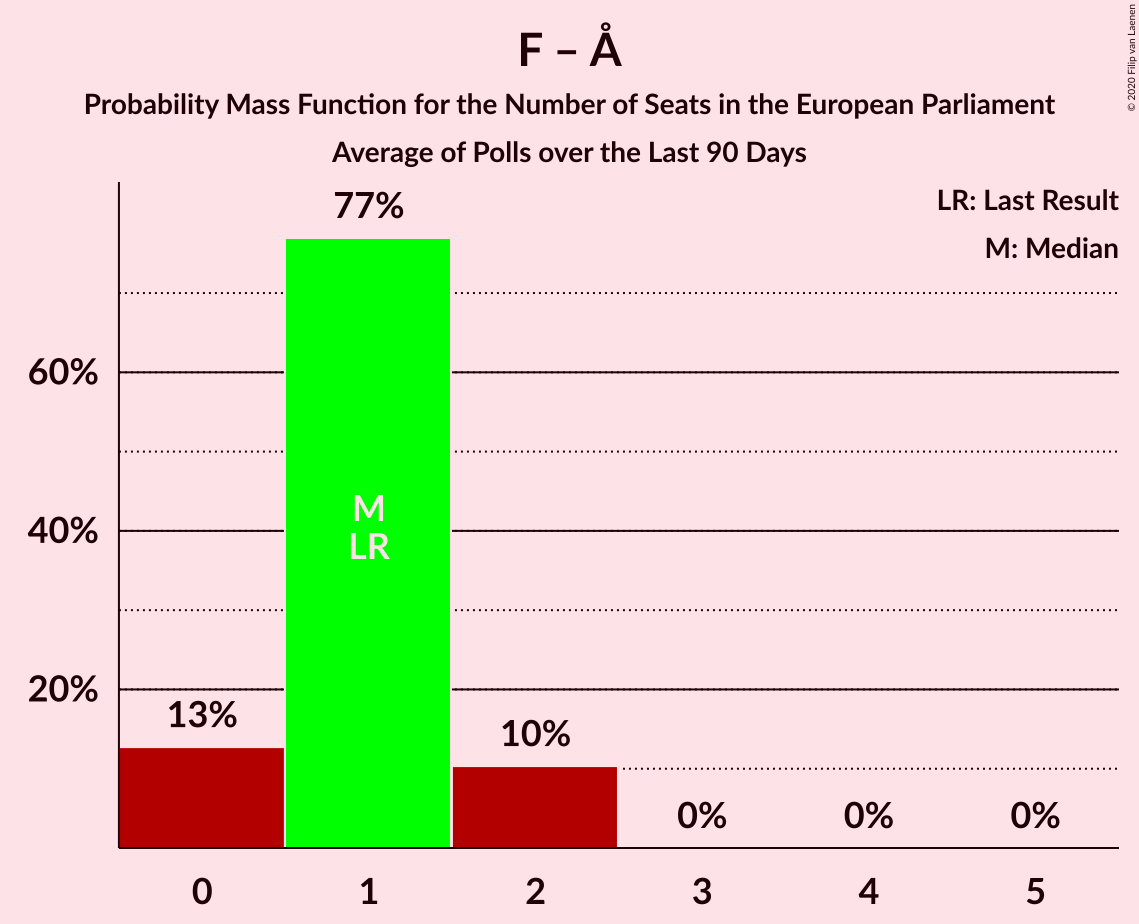 F – Å
Probability Mass Function for the Number of Seats in the European Parliament
Average of Polls over the Last 90 Days
© 2020 Filip van Laenen
LR: Last Result
M: Median
77%
60%
M
40%
LR
20%
13%
10%
0%
0%
0%
0
1
2
3
4
5